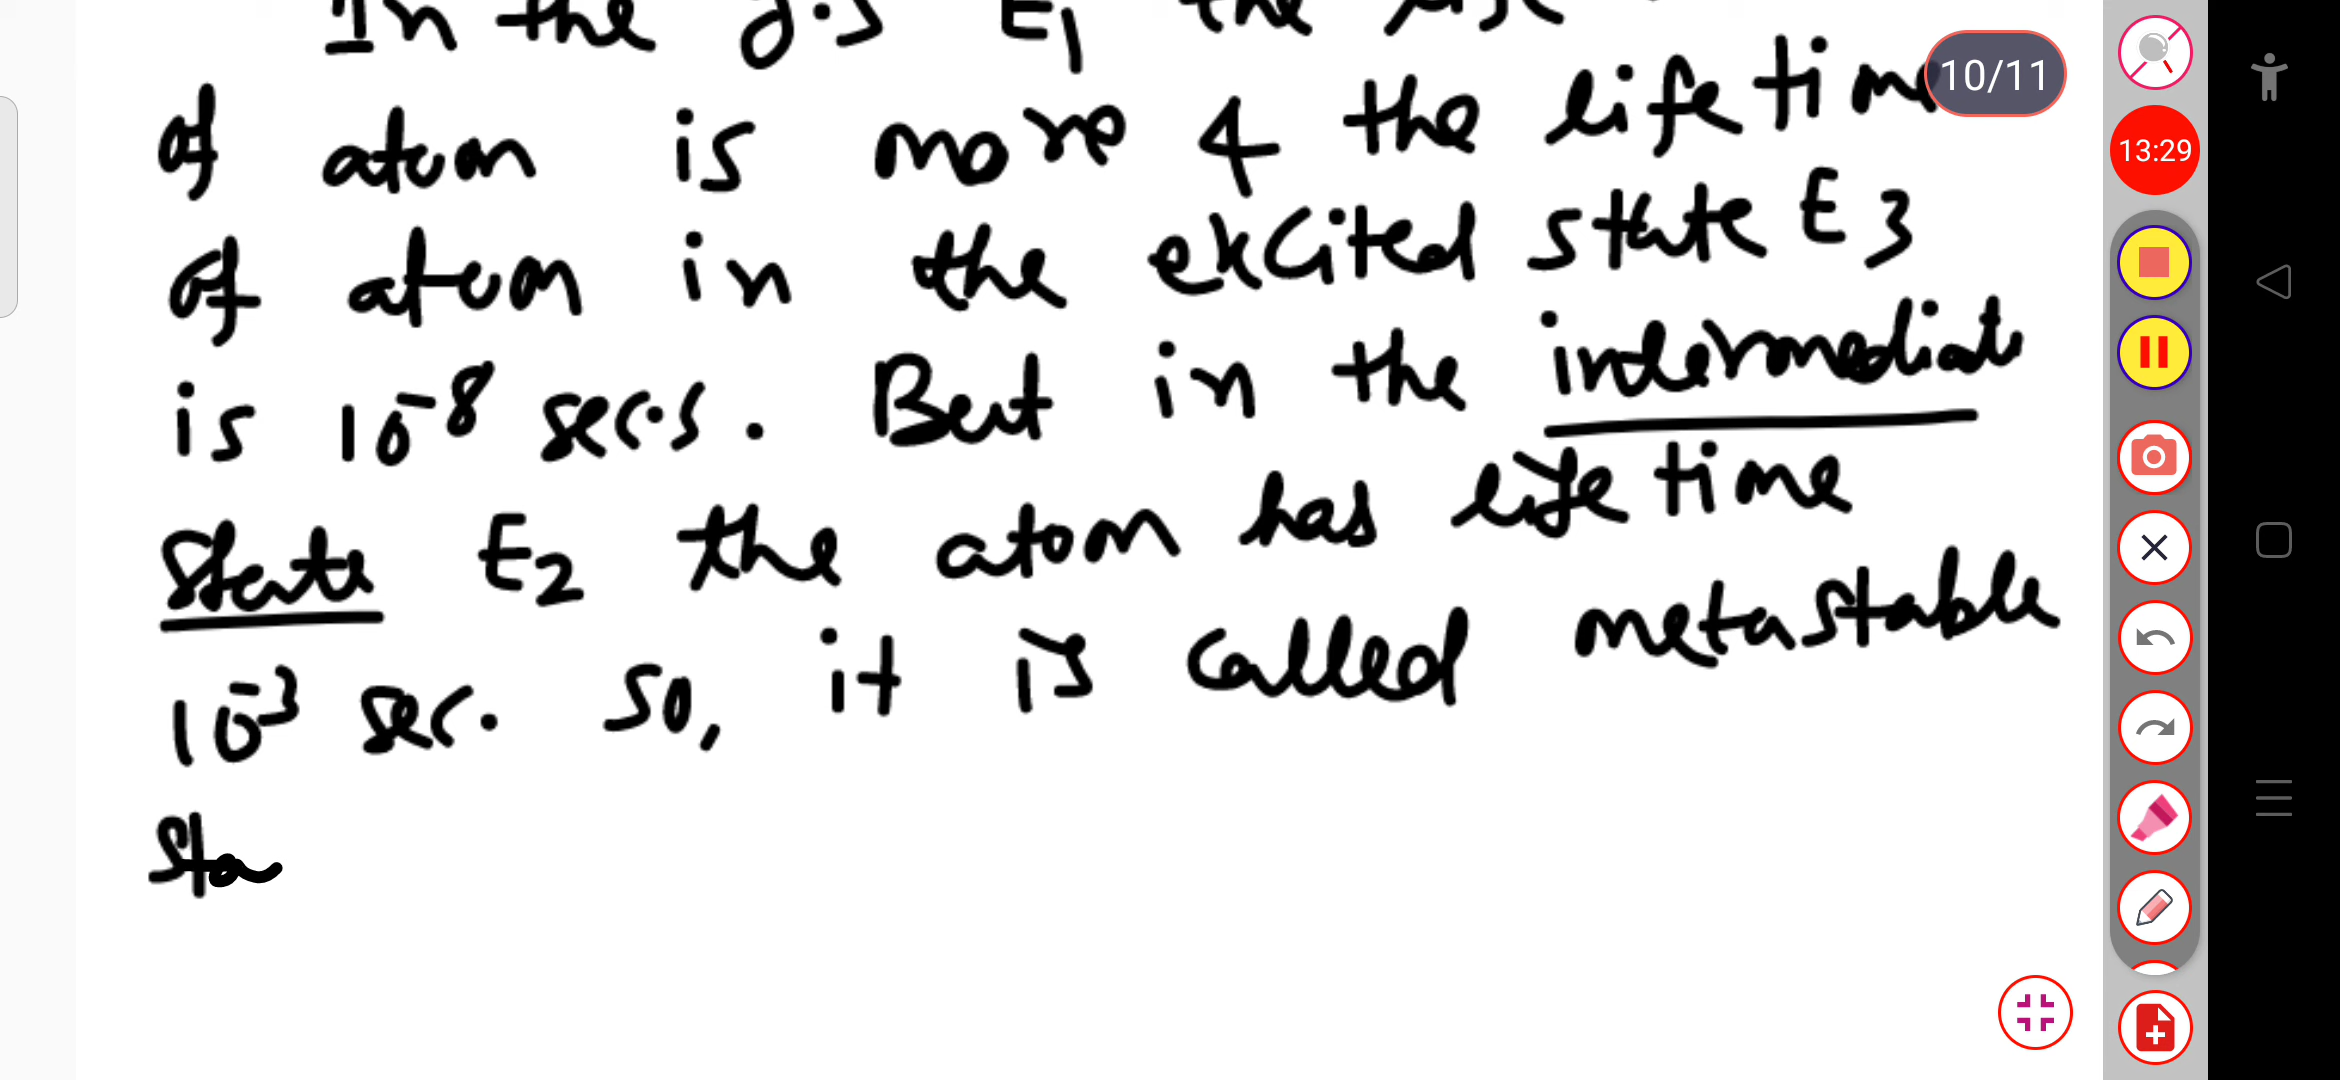 In the g.s E1 the life
of atom is more & the life time
of atom in the excited state E3
is 10-8 secs. But in the intermediate
state E2 the atom has life time
10-3 sec. so, it is called metastable
sta
10/11
13:29